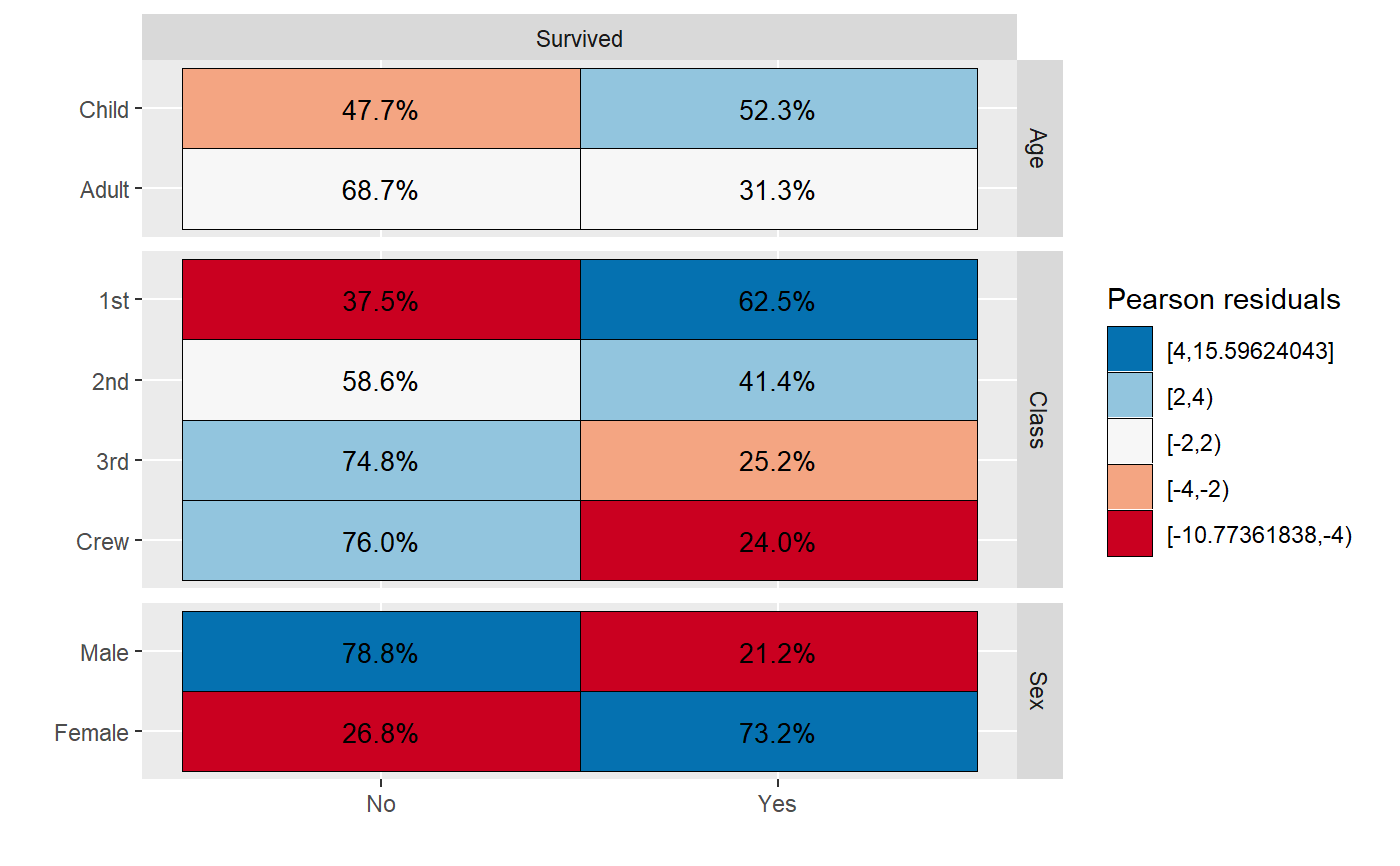 Survived
Child 47.7% 52.3%
Adult 68.7% 31.3%
Age
1st 37.5% 62.5%
2nd 58.6% 41.4%
3rd 74.8% 25.2%
Crew 76.0% 24.0%
Class
Male 78.8% 21.2%
Female 26.8% 73.2%
Sex
No Yes
Pearson residuals
[4,15.59624043]
[2,4)
[-2,2)
[-4,-2)
[-10.77361838,-4)